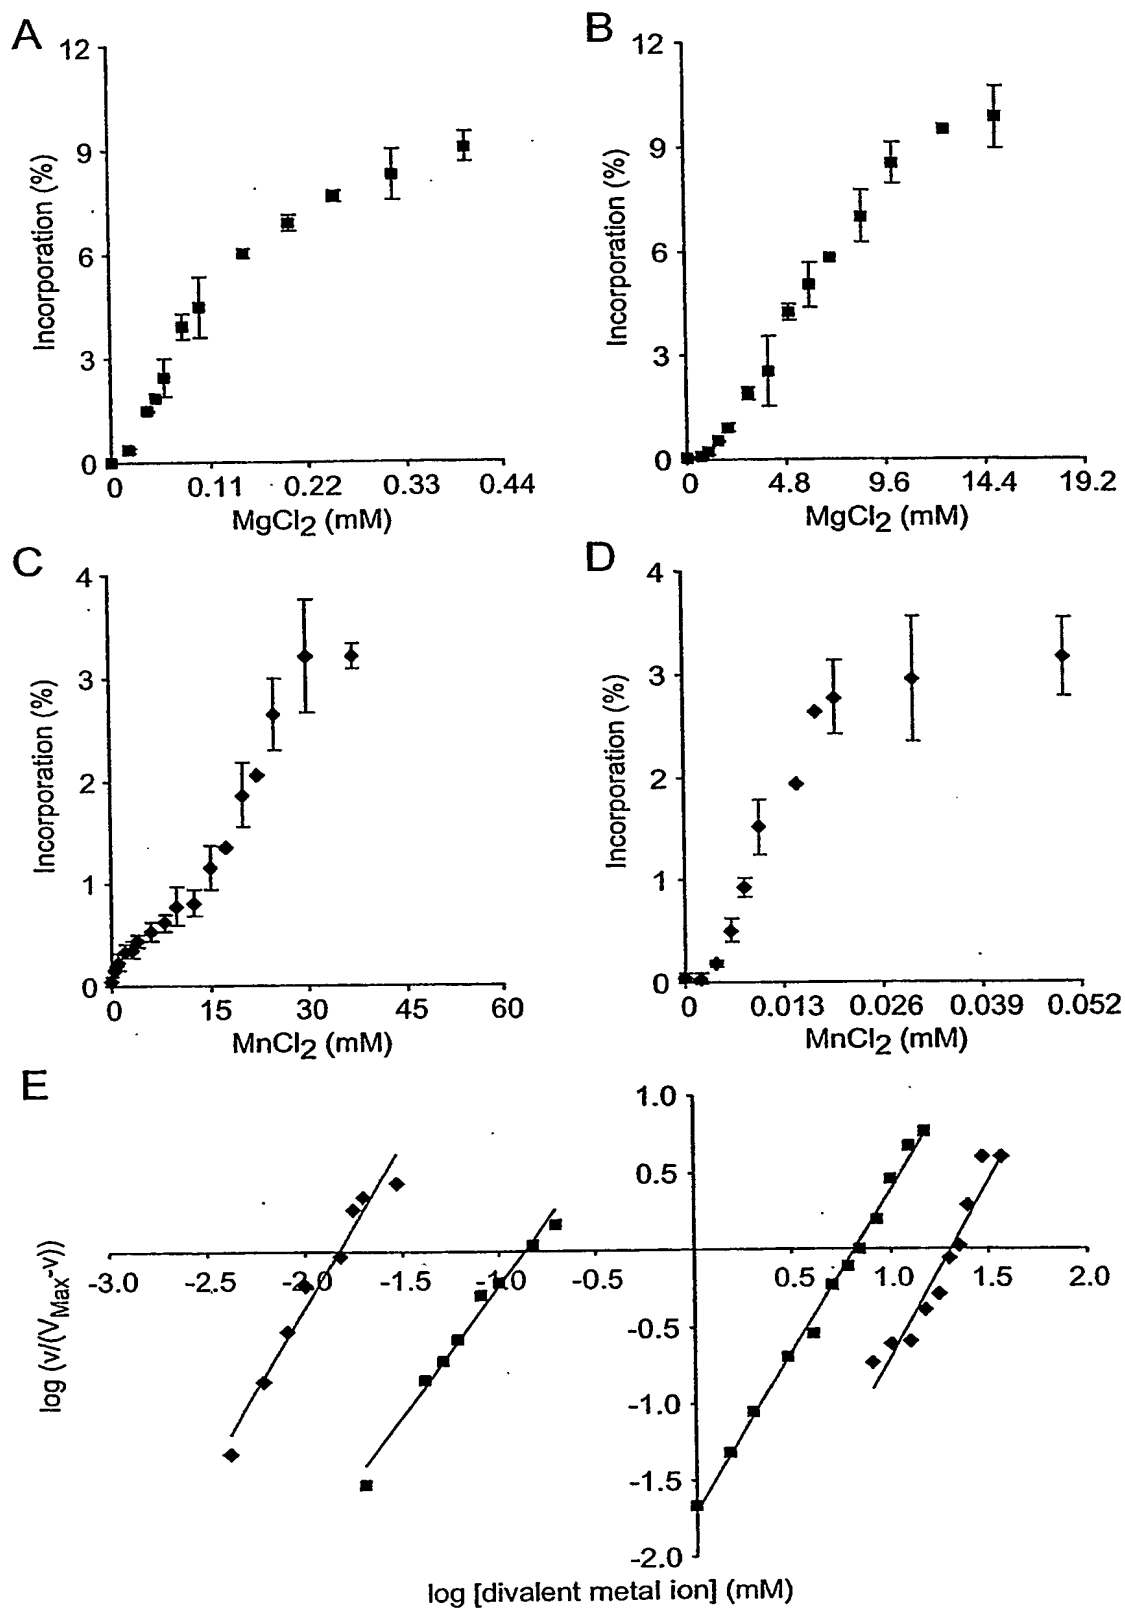 A
B
12
9
6
3
0
Incorporation (%)
0 0.11 0.22 0.33 0.44
MgCl2 (mM)
12
9
6
3
0
Incorporation (%)
0 4.8 9.6 14.4 19.2
MgCl2 (mM)
C
D
4
3
2
1
0
Incorporation (%)
0 15 30 45 60
MnCl2 (mM)
4
3
2
1
0
Incorporation (%)
0 0.013 0.026 0.039 0.052
MnCl2 (mM)
E
1.0
0.5
-3.0 -2.5 -2.0 -1.5 -1.0 -0.5 0.5 1.0 1.5 2.0
-0.5
-1.0
-1.5
-2.0
log (v/(VMax-v))
log [divalent metal ion] (mM)